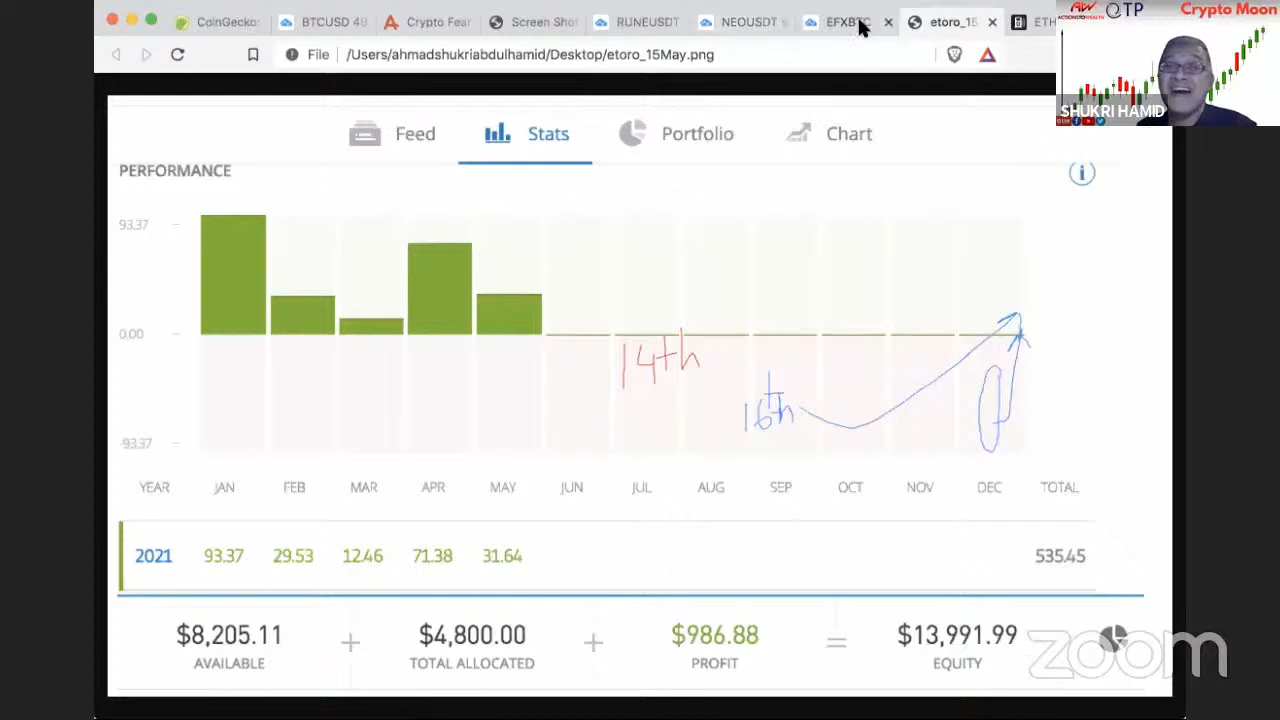 CoinGecko: BTCUSD 4( Crypto Fear Screen Shot RUNEUSDT NEOUSDT EFXBTC etoro_15 ETH
AW ACTIONSTOWEALTH OTP Crypto Moon
File /Users/ahmadshukriabdulhamid/Desktop/etoro_15May.png
SHUKRI HAMID
Feed Stats Portfolio Chart
PERFORMANCE
93.37
0.00
14th
16th
-93.37
YEAR JAN FEB MAR APR MAY JUN JUL AUG SEP OCT NOV DEC TOTAL
2021 93.37 29.53 12.46 71.38 31.64 535.45
$8,205.11 + $4,800.00 + $986.88 = $13,991.99
AVAILABLE TOTAL ALLOCATED PROFIT EQUITY
zoom